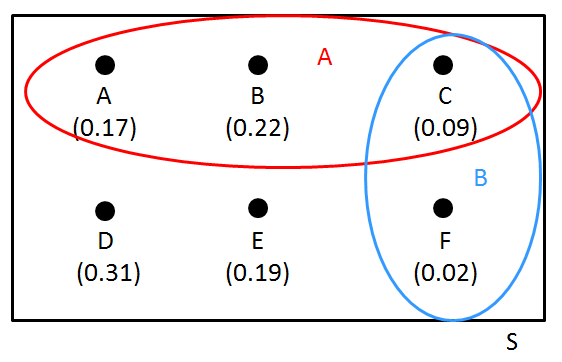 A
A B C
(0.17) (0.22) (0.09)
B
D E F
(0.31) (0.19) (0.02)
S